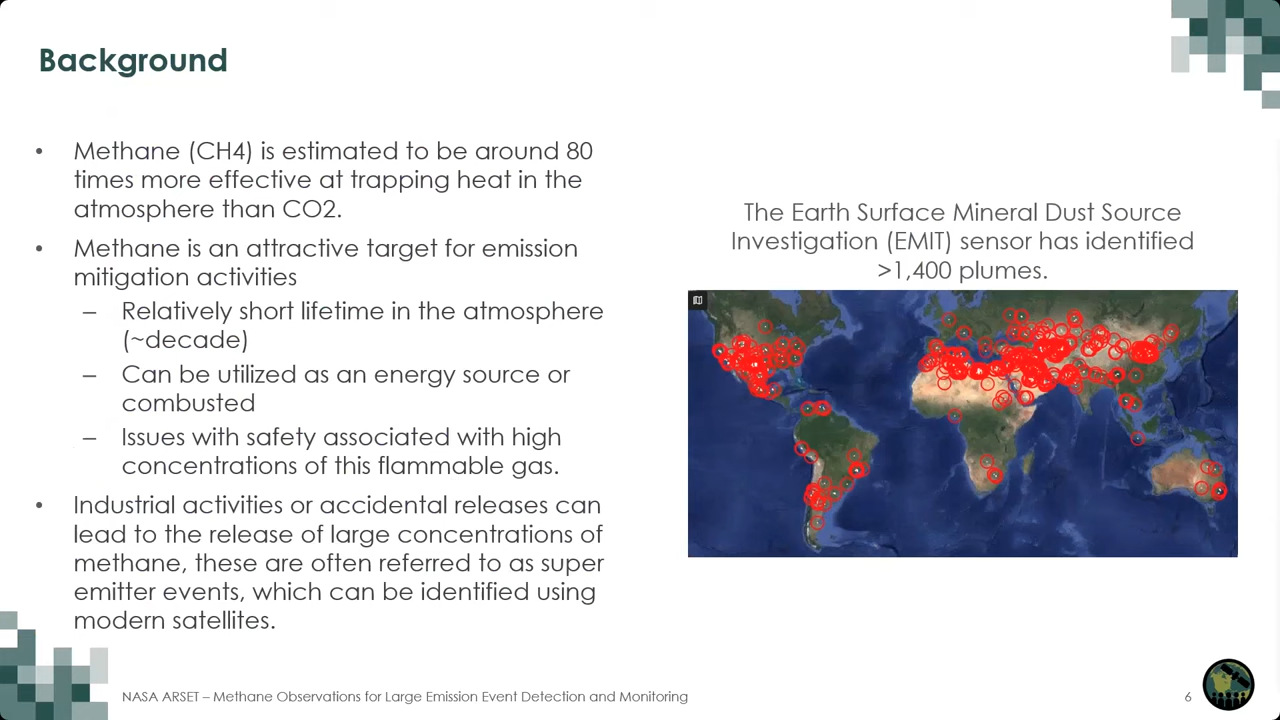 Background
• Methane (CH4) is estimated to be around 80
times more effective at trapping heat in the
atmosphere than CO2.
• Methane is an attractive target for emission
mitigation activities
– Relatively short lifetime in the atmosphere
(~decade)
– Can be utilized as an energy source or
combusted
– Issues with safety associated with high
concentrations of this flammable gas.
• Industrial activities or accidental releases can
lead to the release of large concentrations of
methane, these are often referred to as super
emitter events, which can be identified using
modern satellites.
The Earth Surface Mineral Dust Source
Investigation (EMIT) sensor has identified
>1,400 plumes.
NASA ARSET – Methane Observations for Large Emission Event Detection and Monitoring
6